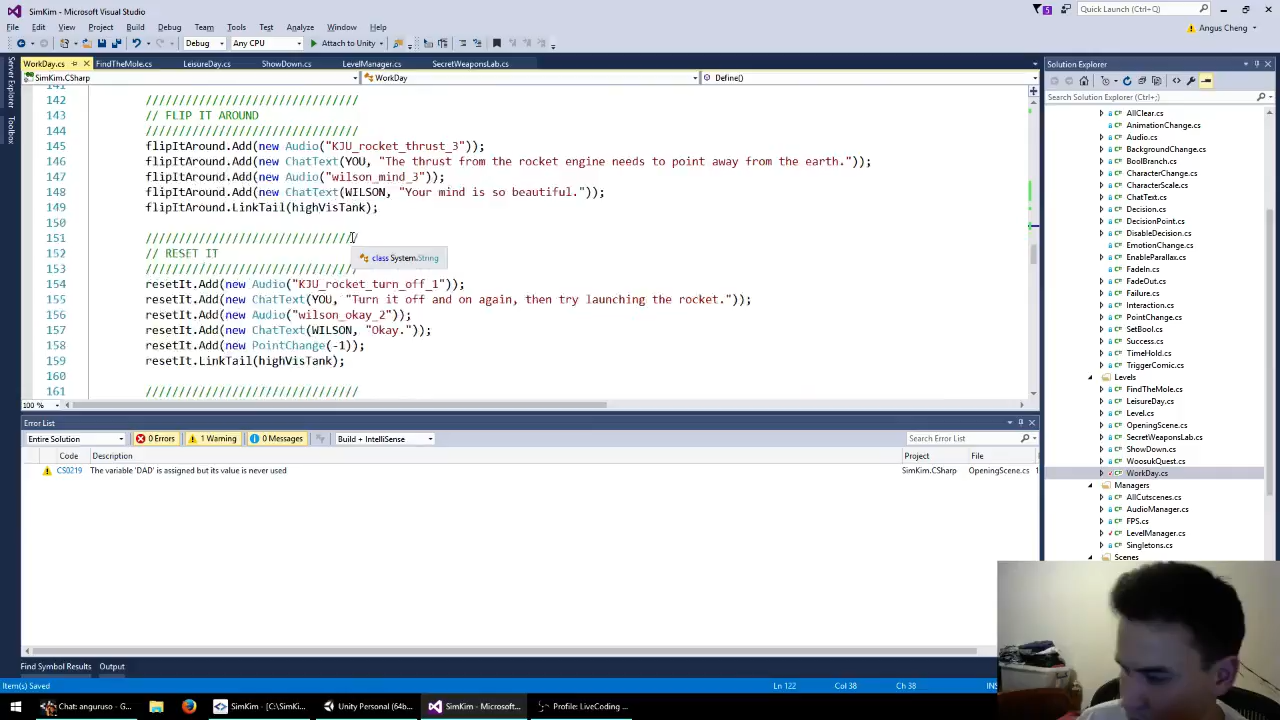 SimKim - Microsoft Visual Studio
5
Quick Launch (Ctrl+Q)
File Edit View Project Build Debug Team Tools Test Analyze Window Help
Angus Cheng
Debug Any CPU Attach to Unity
Server Explorer
Toolbox
WorkDay.cs FindTheMole.cs LeisureDay.cs ShowDown.cs LevelManager.cs SecretWeaponsLab.cs
SimKim.CSharp WorkDay Define()
141
142 ////////////////////////////////
143 // FLIP IT AROUND
144 ////////////////////////////////
145 flipItAround.Add(new Audio("KJU_rocket_thrust_3"));
146 flipItAround.Add(new ChatText(YOU, "The thrust from the rocket engine needs to point away from the earth."));
147 flipItAround.Add(new Audio("wilson_mind_3"));
148 flipItAround.Add(new ChatText(WILSON, "Your mind is so beautiful."));
149 flipItAround.LinkTail(highVisTank);
150
151 ////////////////////////////////
152 // RESET IT
class System.String
153 ////////////////////////////////
154 resetIt.Add(new Audio("KJU_rocket_turn_off_1"));
155 resetIt.Add(new ChatText(YOU, "Turn it off and on again, then try launching the rocket."));
156 resetIt.Add(new Audio("wilson_okay_2"));
157 resetIt.Add(new ChatText(WILSON, "Okay."));
158 resetIt.Add(new PointChange(-1));
159 resetIt.LinkTail(highVisTank);
160
161 ////////////////////////////////
100 %
Error List
Entire Solution 0 Errors 1 Warning 0 Messages Build + IntelliSense Search Error List
Code Description Project File
CS0219 The variable 'DAD' is assigned but its value is never used SimKim.CSharp OpeningScene.cs 1
Find Symbol Results Output
Solution Explorer
Search Solution Explorer (Ctrl+;)
AllClear.cs
AnimationChange.cs
Audio.cs
BackgroundChange.cs
BoolBranch.cs
CharacterChange.cs
CharacterScale.cs
ChatText.cs
Decision.cs
DecisionPoint.cs
DisableDecision.cs
EmotionChange.cs
EnableParallax.cs
FadeIn.cs
FadeOut.cs
Failure.cs
Interaction.cs
PointChange.cs
SetBool.cs
Success.cs
TimeHold.cs
TriggerComic.cs
Levels
FindTheMole.cs
LeisureDay.cs
Level.cs
OpeningScene.cs
SecretWeaponsLab.cs
ShowDown.cs
WoosukQuest.cs
WorkDay.cs
Managers
AllCutscenes.cs
AudioManager.cs
FPS.cs
LevelManager.cs
Singletons.cs
Scenes
Item(s) Saved Ln 122 Col 38 Ch 38 INS
Chat: anguruso - G... SimKim - [C:\SimKi... Unity Personal (64b... SimKim - Microsoft... Profile: LiveCoding ...